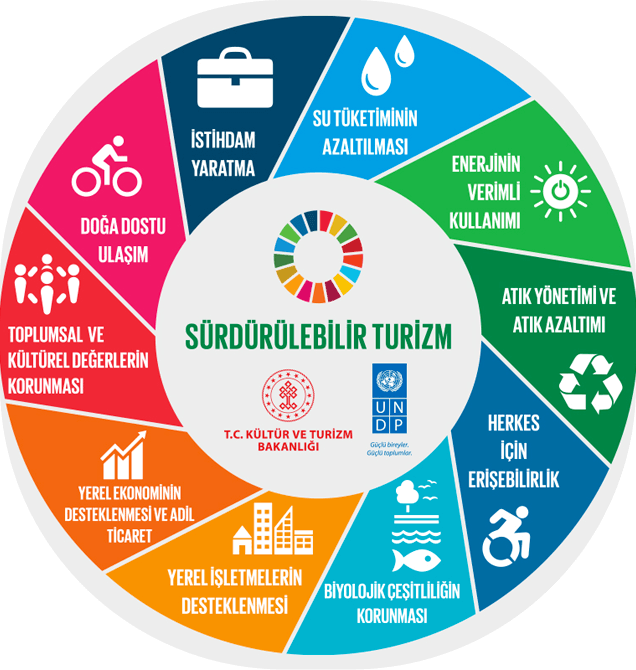 İSTİHDAM
YARATMA
SU TÜKETİMİNİN
AZALTILMASI
ENERJİNİN
VERİMLİ
KULLANIMI
ATIK YÖNETİMİ VE
ATIK AZALTIMI
HERKES
İÇİN
ERİŞEBİLİRLİK
BİYOLOJİK ÇEŞİTLİLİĞİN
KORUNMASI
YEREL İŞLETMELERİN
DESTEKLENMESİ
YEREL EKONOMİNİN
DESTEKLENMESİ VE ADİL
TİCARET
TOPLUMSAL VE
KÜLTÜREL DEĞERLERİN
KORUNMASI
DOĞA DOSTU
ULAŞIM
SÜRDÜRÜLEBİLİR TURİZM
T.C. KÜLTÜR VE TURİZM
BAKANLIĞI
U N
D P
Güçlü bireyler.
Güçlü toplumlar.